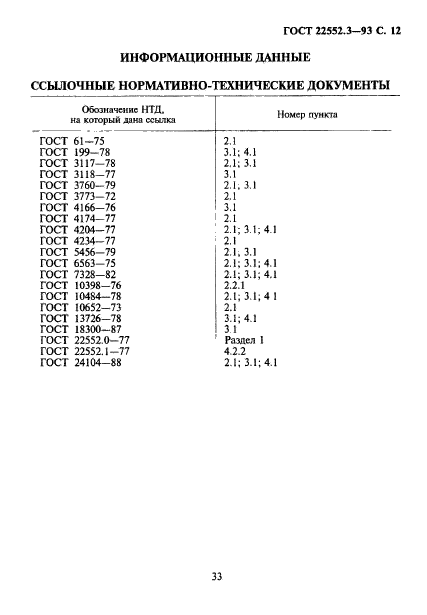 ГОСТ 22552.3—93 С. 12
ИНФОРМАЦИОННЫЕ ДАННЫЕ
ССЫЛОЧНЫЕ НОРМАТИВНО-ТЕХНИЧЕСКИЕ ДОКУМЕНТЫ
Обозначение НТД,
на который дана ссылка
Номер пункта
ГОСТ 61—75 2.1
ГОСТ 199—78 3.1; 4.1
ГОСТ 3117—78 2.1; 3.1
ГОСТ 3118—77 3.1
ГОСТ 3760—79 2.1; 3.1
ГОСТ 3773—72 2.1
ГОСТ 4166—76 3.1
ГОСТ 4174—77 2.1
ГОСТ 4204—77 2.1; 3.1; 4.1
ГОСТ 4234—77 2.1
ГОСТ 5456—79 2.1, 3.1
ГОСТ 6563—75 2.1; 3.1; 4.1
ГОСТ 7328—82 2.1; 3.1; 4.1
ГОСТ 10398—76 2.2.1
ГОСТ 10484—78 2.1; 3.1; 4 1
ГОСТ 10652—73 2.1
ГОСТ 13726—78 3.1; 4.1
ГОСТ 18300—87 3.1
ГОСТ 22552.0—77 Раздел 1
ГОСТ 22552.1—77 4.2.2
ГОСТ 24104—88 2.1; 3.1; 4.1
33